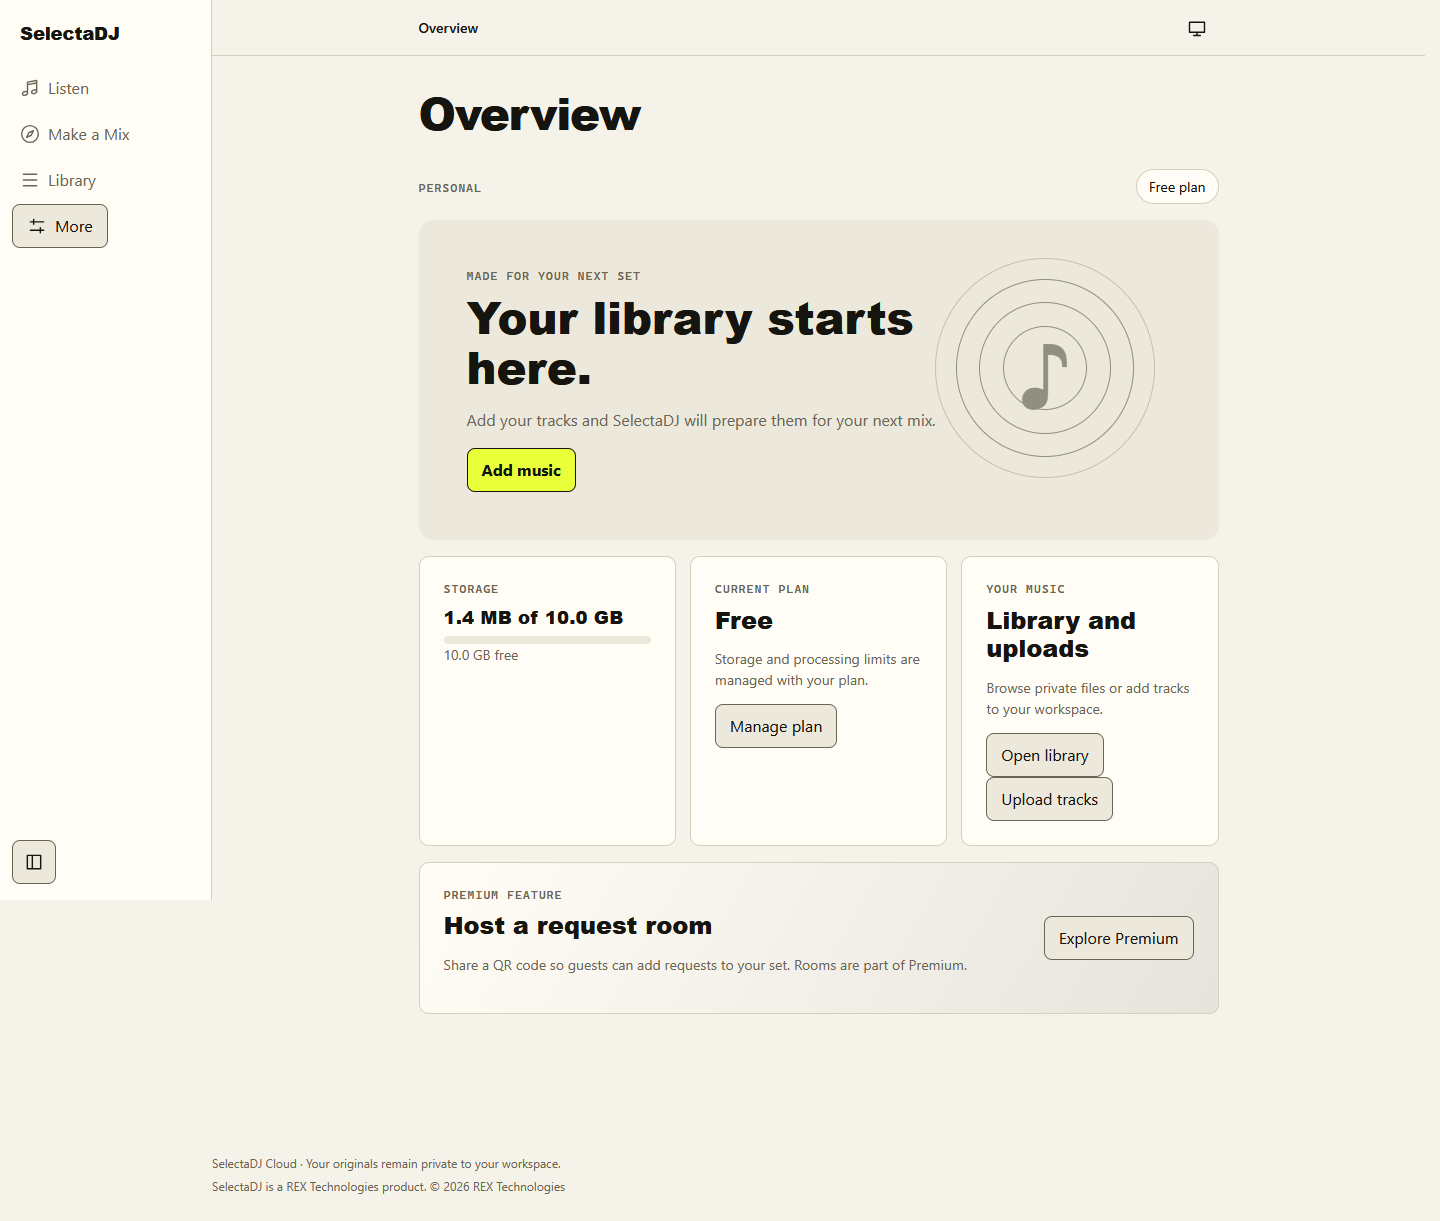 SelectaDJ
Listen
Make a Mix
Library
More
Overview
Overview
PERSONAL
Free plan
MADE FOR YOUR NEXT SET
Your library starts
here.
Add your tracks and SelectaDJ will prepare them for your next mix.
Add music
STORAGE
1.4 MB of 10.0 GB
10.0 GB free
CURRENT PLAN
Free
Storage and processing limits are
managed with your plan.
Manage plan
YOUR MUSIC
Library and
uploads
Browse private files or add tracks
to your workspace.
Open library
Upload tracks
PREMIUM FEATURE
Host a request room
Share a QR code so guests can add requests to your set. Rooms are part of Premium.
Explore Premium
SelectaDJ Cloud · Your originals remain private to your workspace.
SelectaDJ is a REX Technologies product. © 2026 REX Technologies